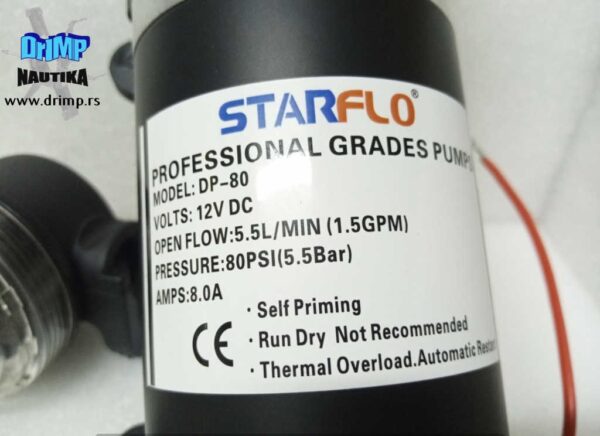 DrIMP
NAUTIKA
www.drimp.rs
STARFLO®
PROFESSIONAL GRADES PUMPS
MODEL: DP-80
VOLTS: 12V DC
OPEN FLOW:5.5L/MIN (1.5GPM)
PRESSURE:80PSI(5.5Bar)
AMPS:8.0A
CE
· Self Priming
· Run Dry Not Recommended
· Thermal Overload.Automatic Restart